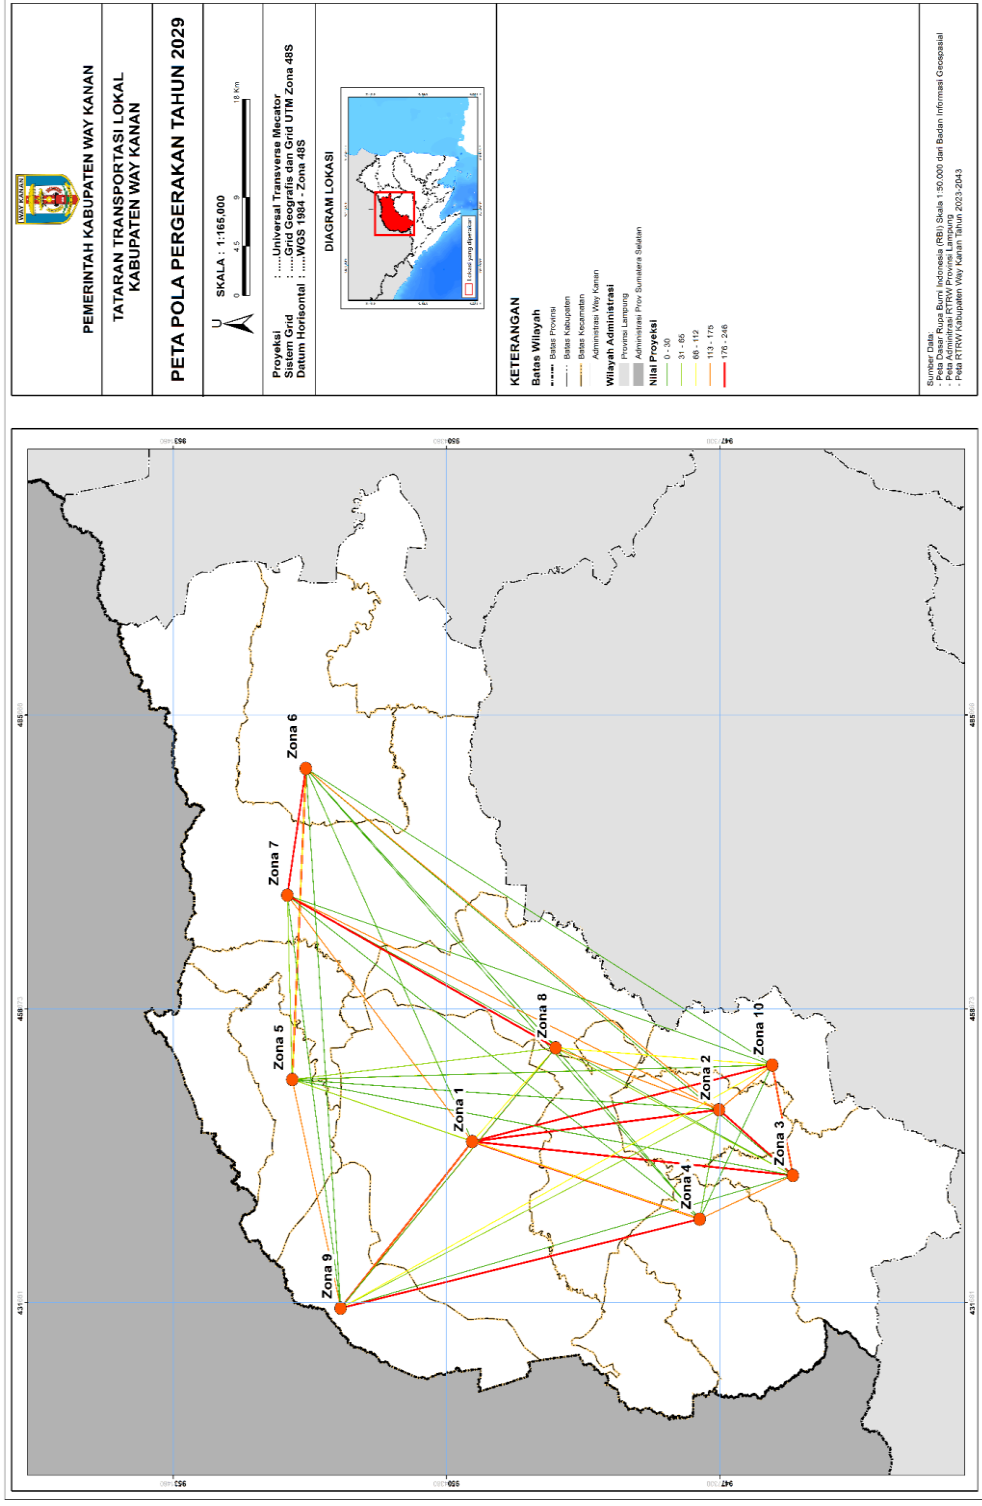 WAY KANAN
PEMERINTAH KABUPATEN WAY KANAN
TATARAN TRANSPORTASI LOKAL
KABUPATEN WAY KANAN
PETA POLA PERGERAKAN TAHUN 2029
U
SKALA : 1:165.000
0 4.5 9 18 Km
Proyeksi : .....Universal Transverse Mecator
Sistem Grid : .....Grid Geografis dan Grid UTM Zona 48S
Datum Horisontal : .....WGS 1984 - Zona 48S
DIAGRAM LOKASI
Lokasi yang diperakan
KETERANGAN
Batas Wilayah
Batas Provinsi
Batas Kabupaten
Batas Kecamatan
Administrasi Way Kanan
Wilayah Administrasi
Provinsi Lampung
Administrasi Prov Sumatera Selatan
Nilai Proyeksi
0 - 30
31 - 65
66 - 112
113 - 175
176 - 246
Sumber Data:
- Peta Dasar Rupa Bumi Indonesia (RBI) Skala 1:50.000 dari Badan Informasi Geospasial
- Peta Adminitrasi RTRW Provinsi Lampung
- Peta RTRW Kabupaten Way Kanan Tahun 2023-2043
Zona 6
Zona 7
Zona 5
Zona 8
Zona 10
Zona 2
Zona 1
Zona 3
Zona 4
Zona 9